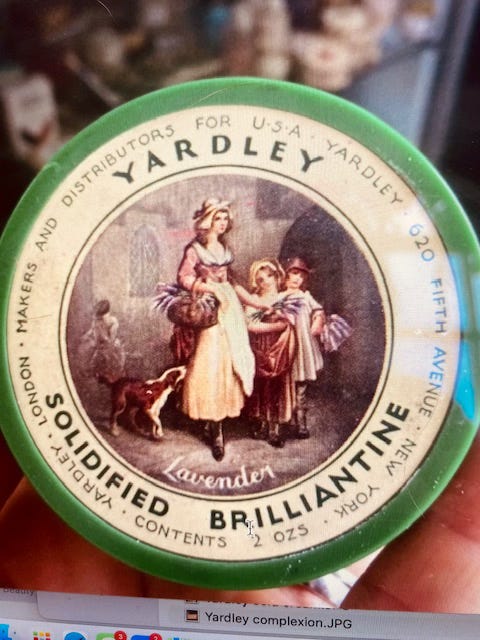 YARDLEY · LONDON · MAKERS AND DISTRIBUTORS FOR U·S·A · YARDLEY · 620 FIFTH AVENUE · NEW YORK ·
YARDLEY
Lavender
SOLIDIFIED BRILLIANTINE
· CONTENTS 2 OZS ·
Yardley complexion.JPG
3